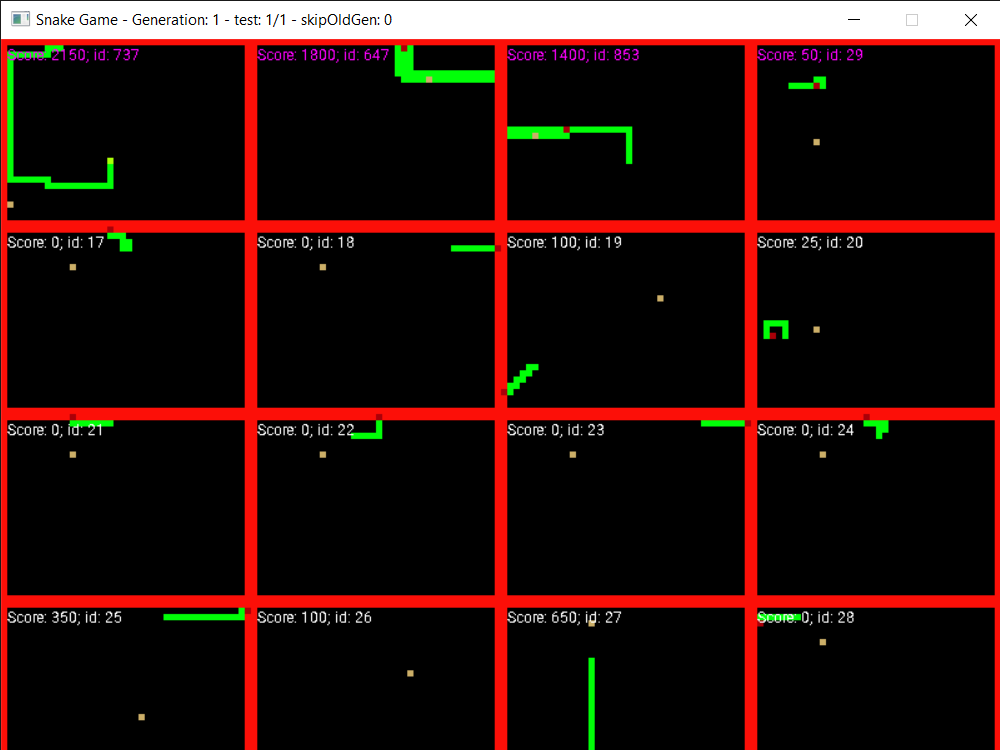 Snake Game - Generation: 1 - test: 1/1 - skipOldGen: 0
Score: 2150; id: 737
Score: 1800; id: 647
Score: 1400; id: 853
Score: 50; id: 29
Score: 0; id: 17
Score: 0; id: 18
Score: 100; id: 19
Score: 25; id: 20
Score: 0; id: 21
Score: 0; id: 22
Score: 0; id: 23
Score: 0; id: 24
Score: 350; id: 25
Score: 100; id: 26
Score: 650; id: 27
Score: 0; id: 28